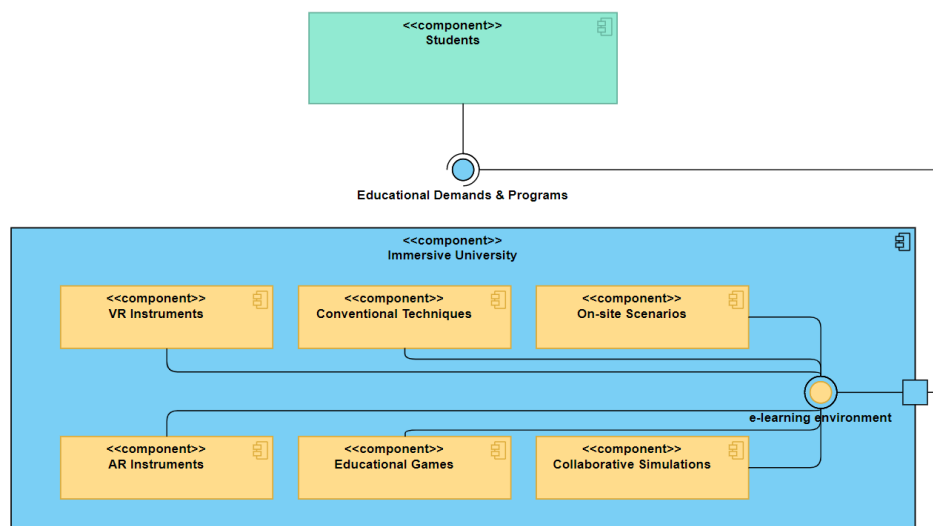 <<component>>
Students
Educational Demands & Programs
<<component>>
Immersive University
<<component>>
VR Instruments
<<component>>
Conventional Techniques
<<component>>
On-site Scenarios
e-learning environment
<<component>>
AR Instruments
<<component>>
Educational Games
<<component>>
Collaborative Simulations